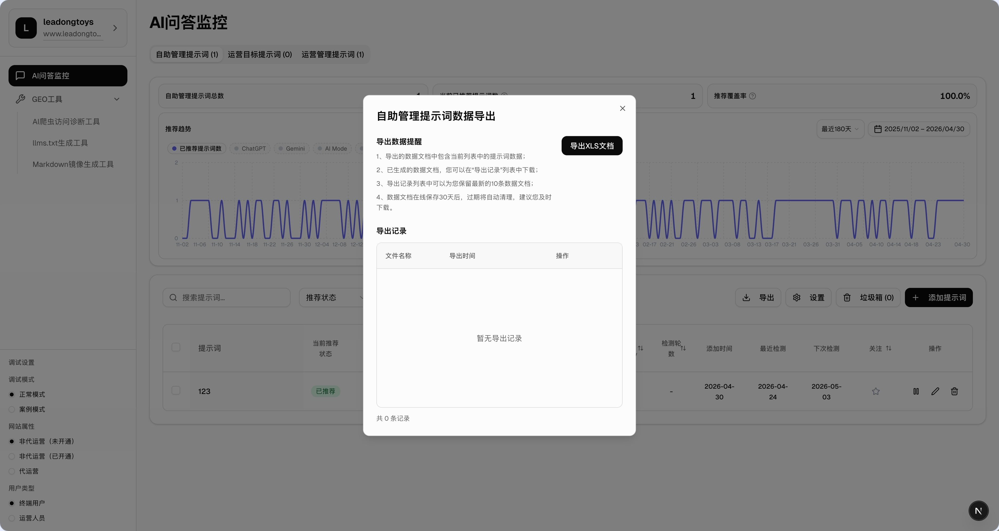 L
leadongtoys
www.leadongto...
AI问答监控
GEO工具
AI爬虫访问诊断工具
llms.txt生成工具
Markdown镜像生成工具
调试设置
调试模式
正常模式
案例模式
网站属性
非代运营（未开通）
非代运营（已开通）
代运营
用户类型
终端用户
运营人员
AI问答监控
自助管理提示词 (1) 运营目标提示词 (0) 运营管理提示词 (1)
自助管理提示词总数
1
推荐覆盖率
100.0%
推荐趋势
最近180天 2025/11/02 – 2026/04/30
已推荐提示词数 ChatGPT Gemini AI Mode
2
1
0
11-02 11-06 11-10 11-14 11-18 11-22 11-26 11-30 12-04 12-08 12-12
02-17 02-21 02-26 03-03 03-08 03-13 03-17 03-21 03-26 03-31 04-05 04-10 04-14 04-18 04-23 04-30
搜索提示词...
推荐状态
导出 设置 垃圾箱 (0) 添加提示词
提示词
当前推荐
状态
检测轮
数
添加时间 最近检测 下次检测 关注 操作
123
已推荐
-
2026-04-
30
2026-04-
24
2026-05-
03
自助管理提示词数据导出
导出数据提醒
导出XLS文档
1、导出的数据文档中包含当前列表中的提示词数据；
2、已生成的数据文档，您可以在“导出记录”列表中下载；
3、导出记录列表中可以为您保留最新的10条数据文档；
4、数据文档在线保存30天后，过期将自动清理，建议您及时
下载。
导出记录
文件名称 导出时间 操作
暂无导出记录
共 0 条记录
N